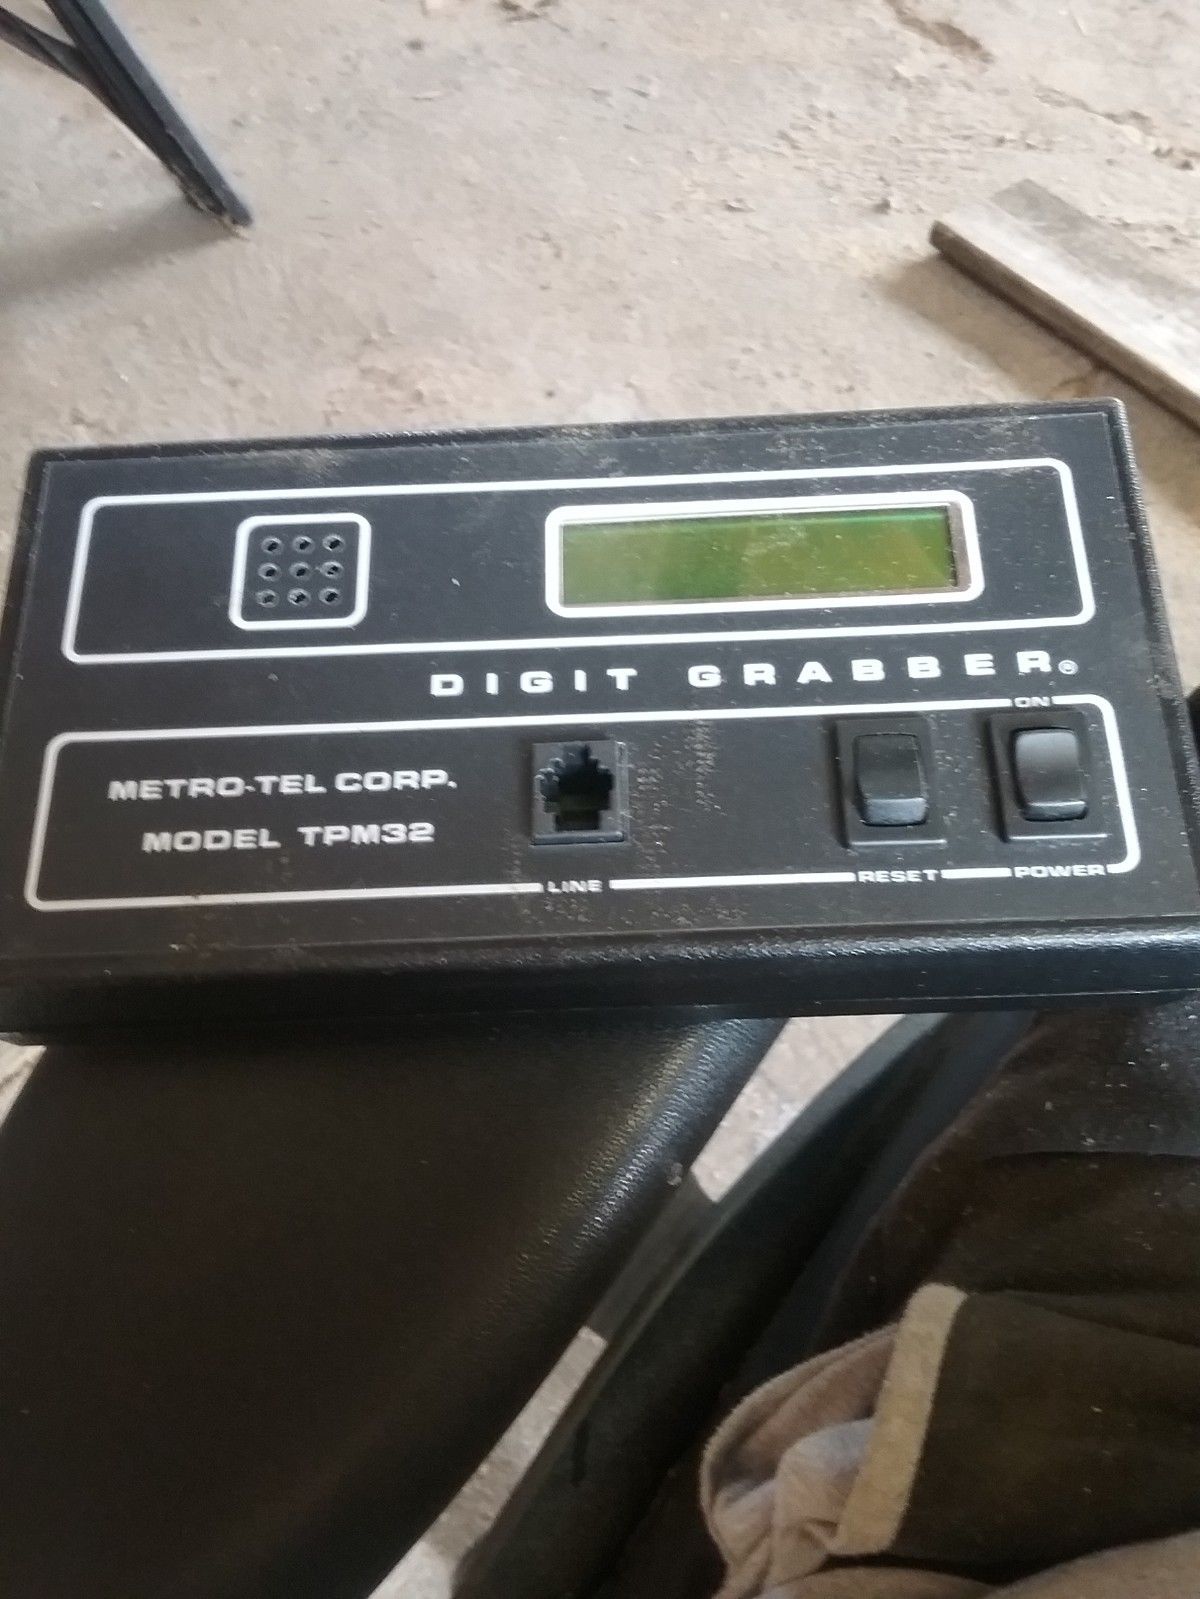 DIGIT GRABBER®
ON
METRO-TEL CORP.
MODEL TPM32
LINE
RESET
POWER